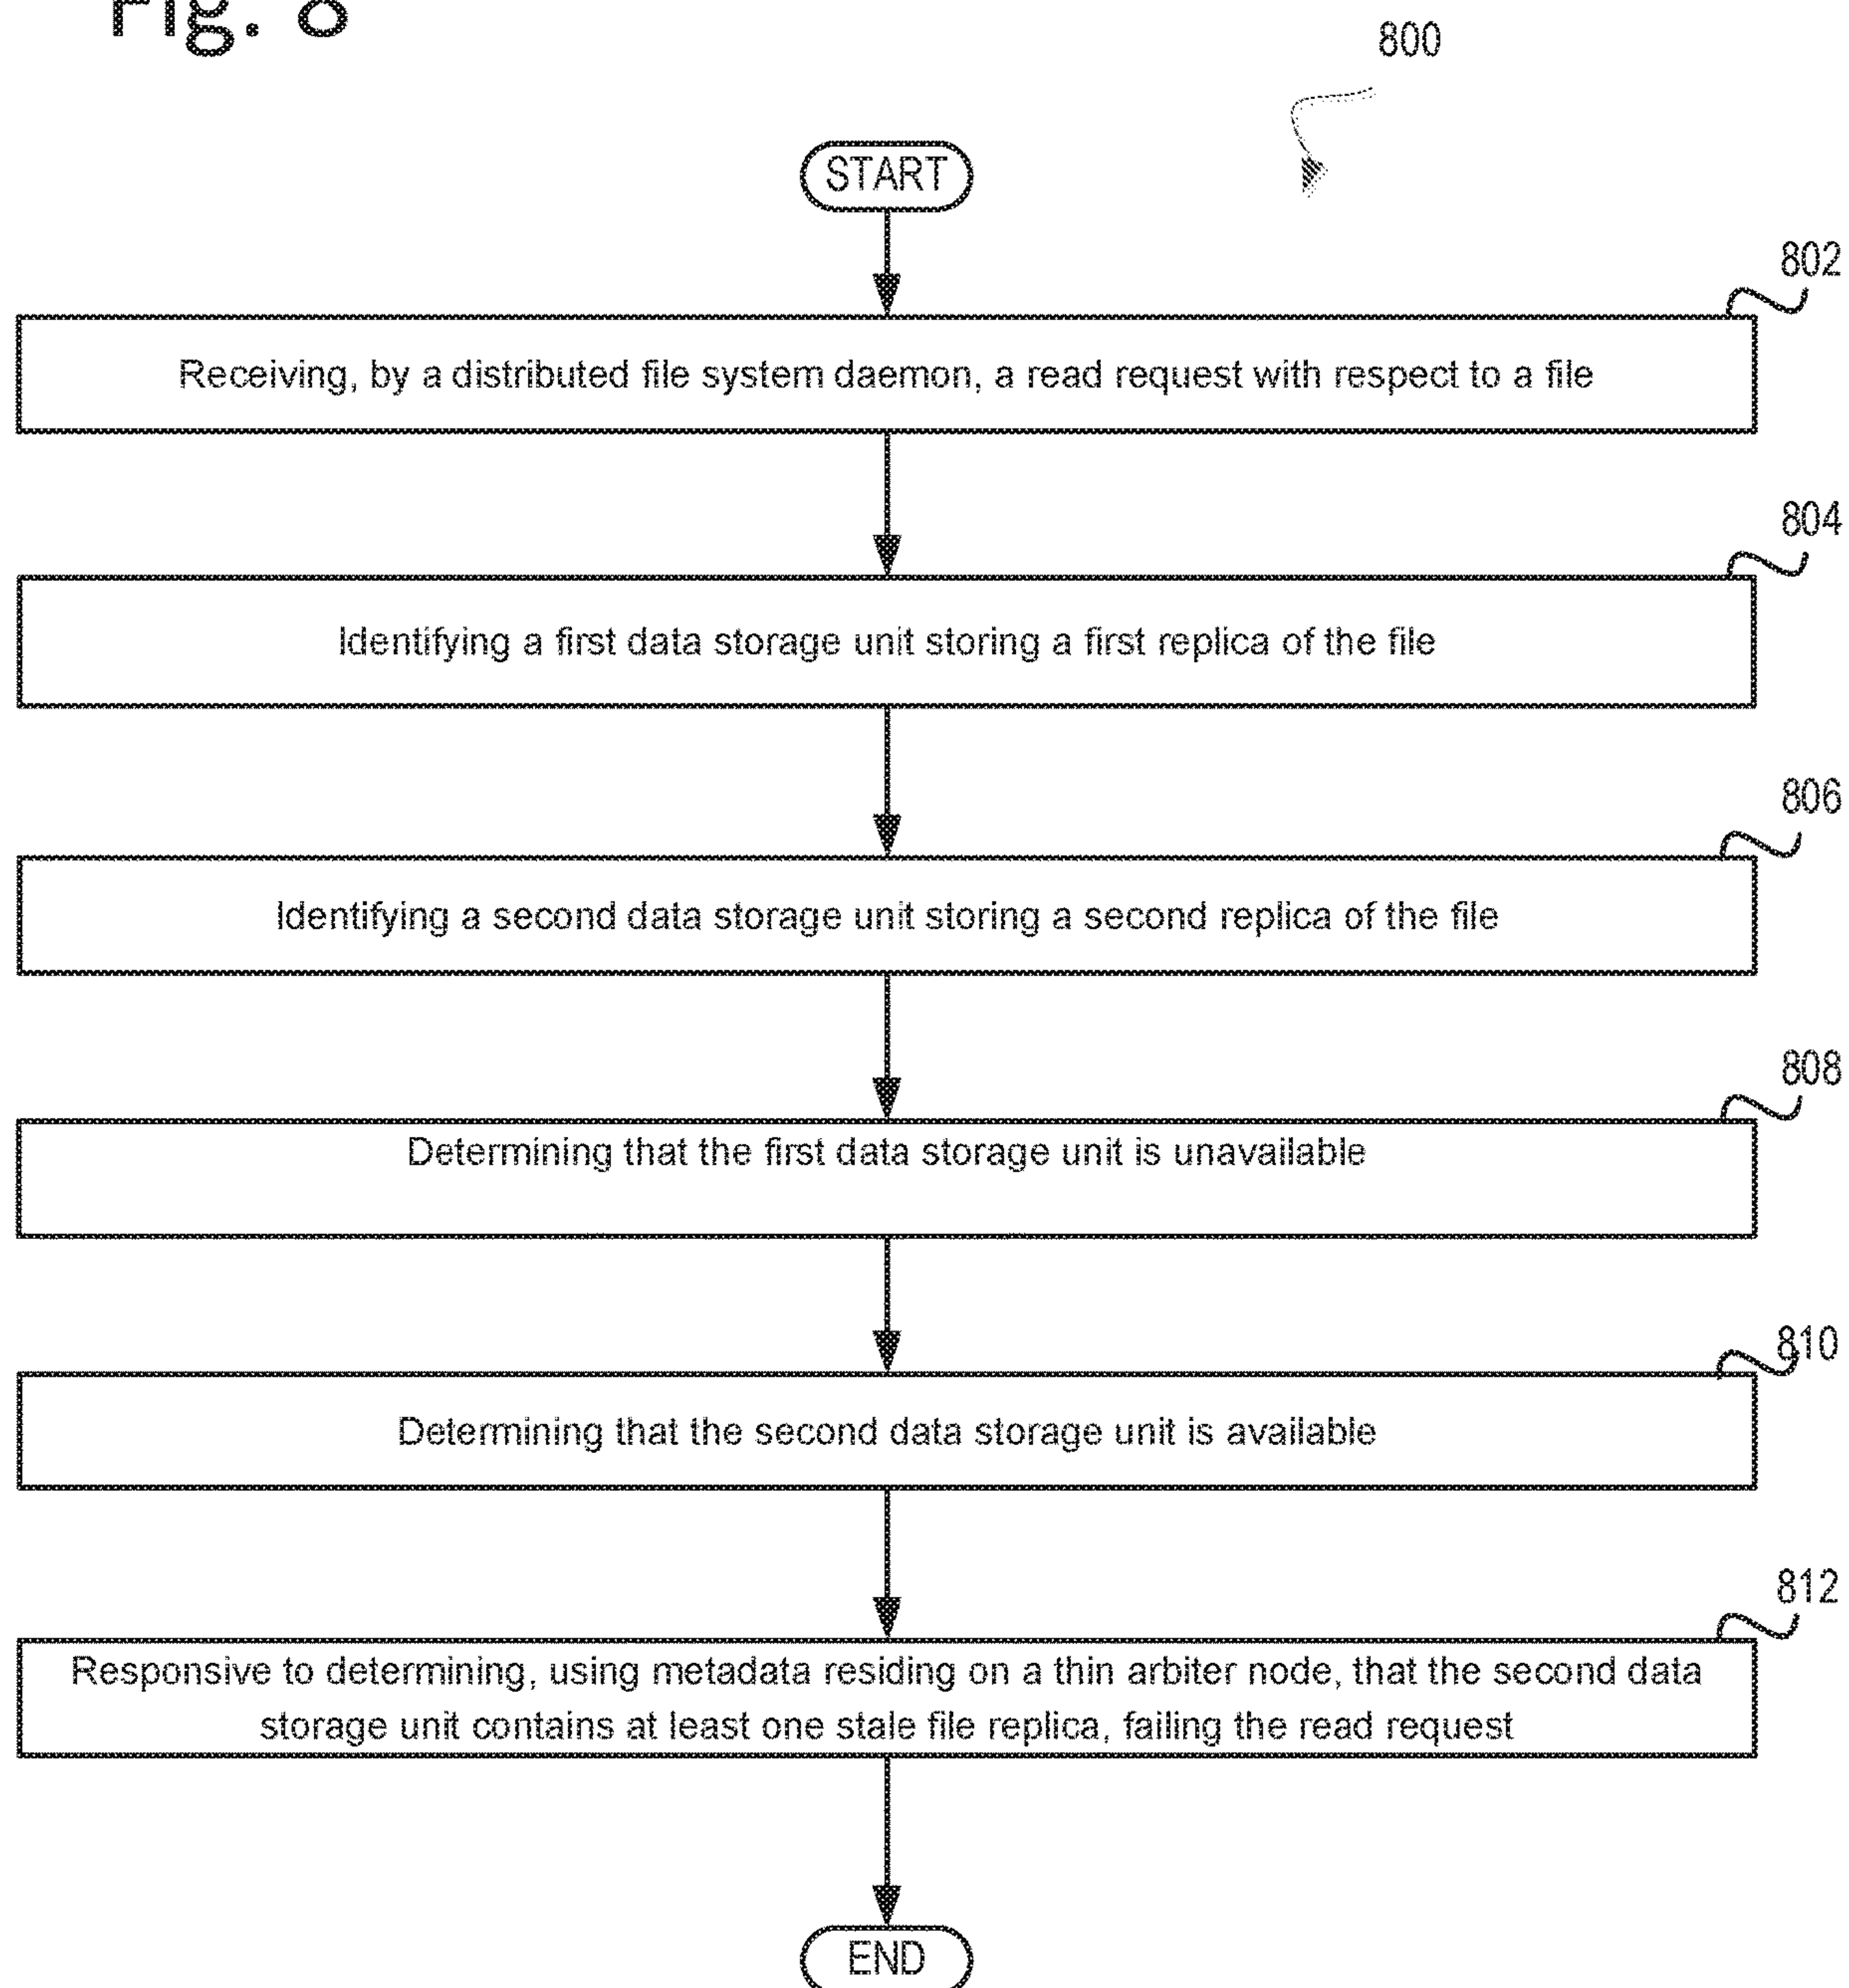 Fig. 8
800
START
802
Receiving, by a distributed file system daemon, a read request with respect to a file
804
Identifying a first data storage unit storing a first replica of the file
806
Identifying a second data storage unit storing a second replica of the file
808
Determining that the first data storage unit is unavailable
810
Determining that the second data storage unit is available
812
Responsive to determining, using metadata residing on a thin arbiter node, that the second data
storage unit contains at least one stale file replica, failing the read request
END